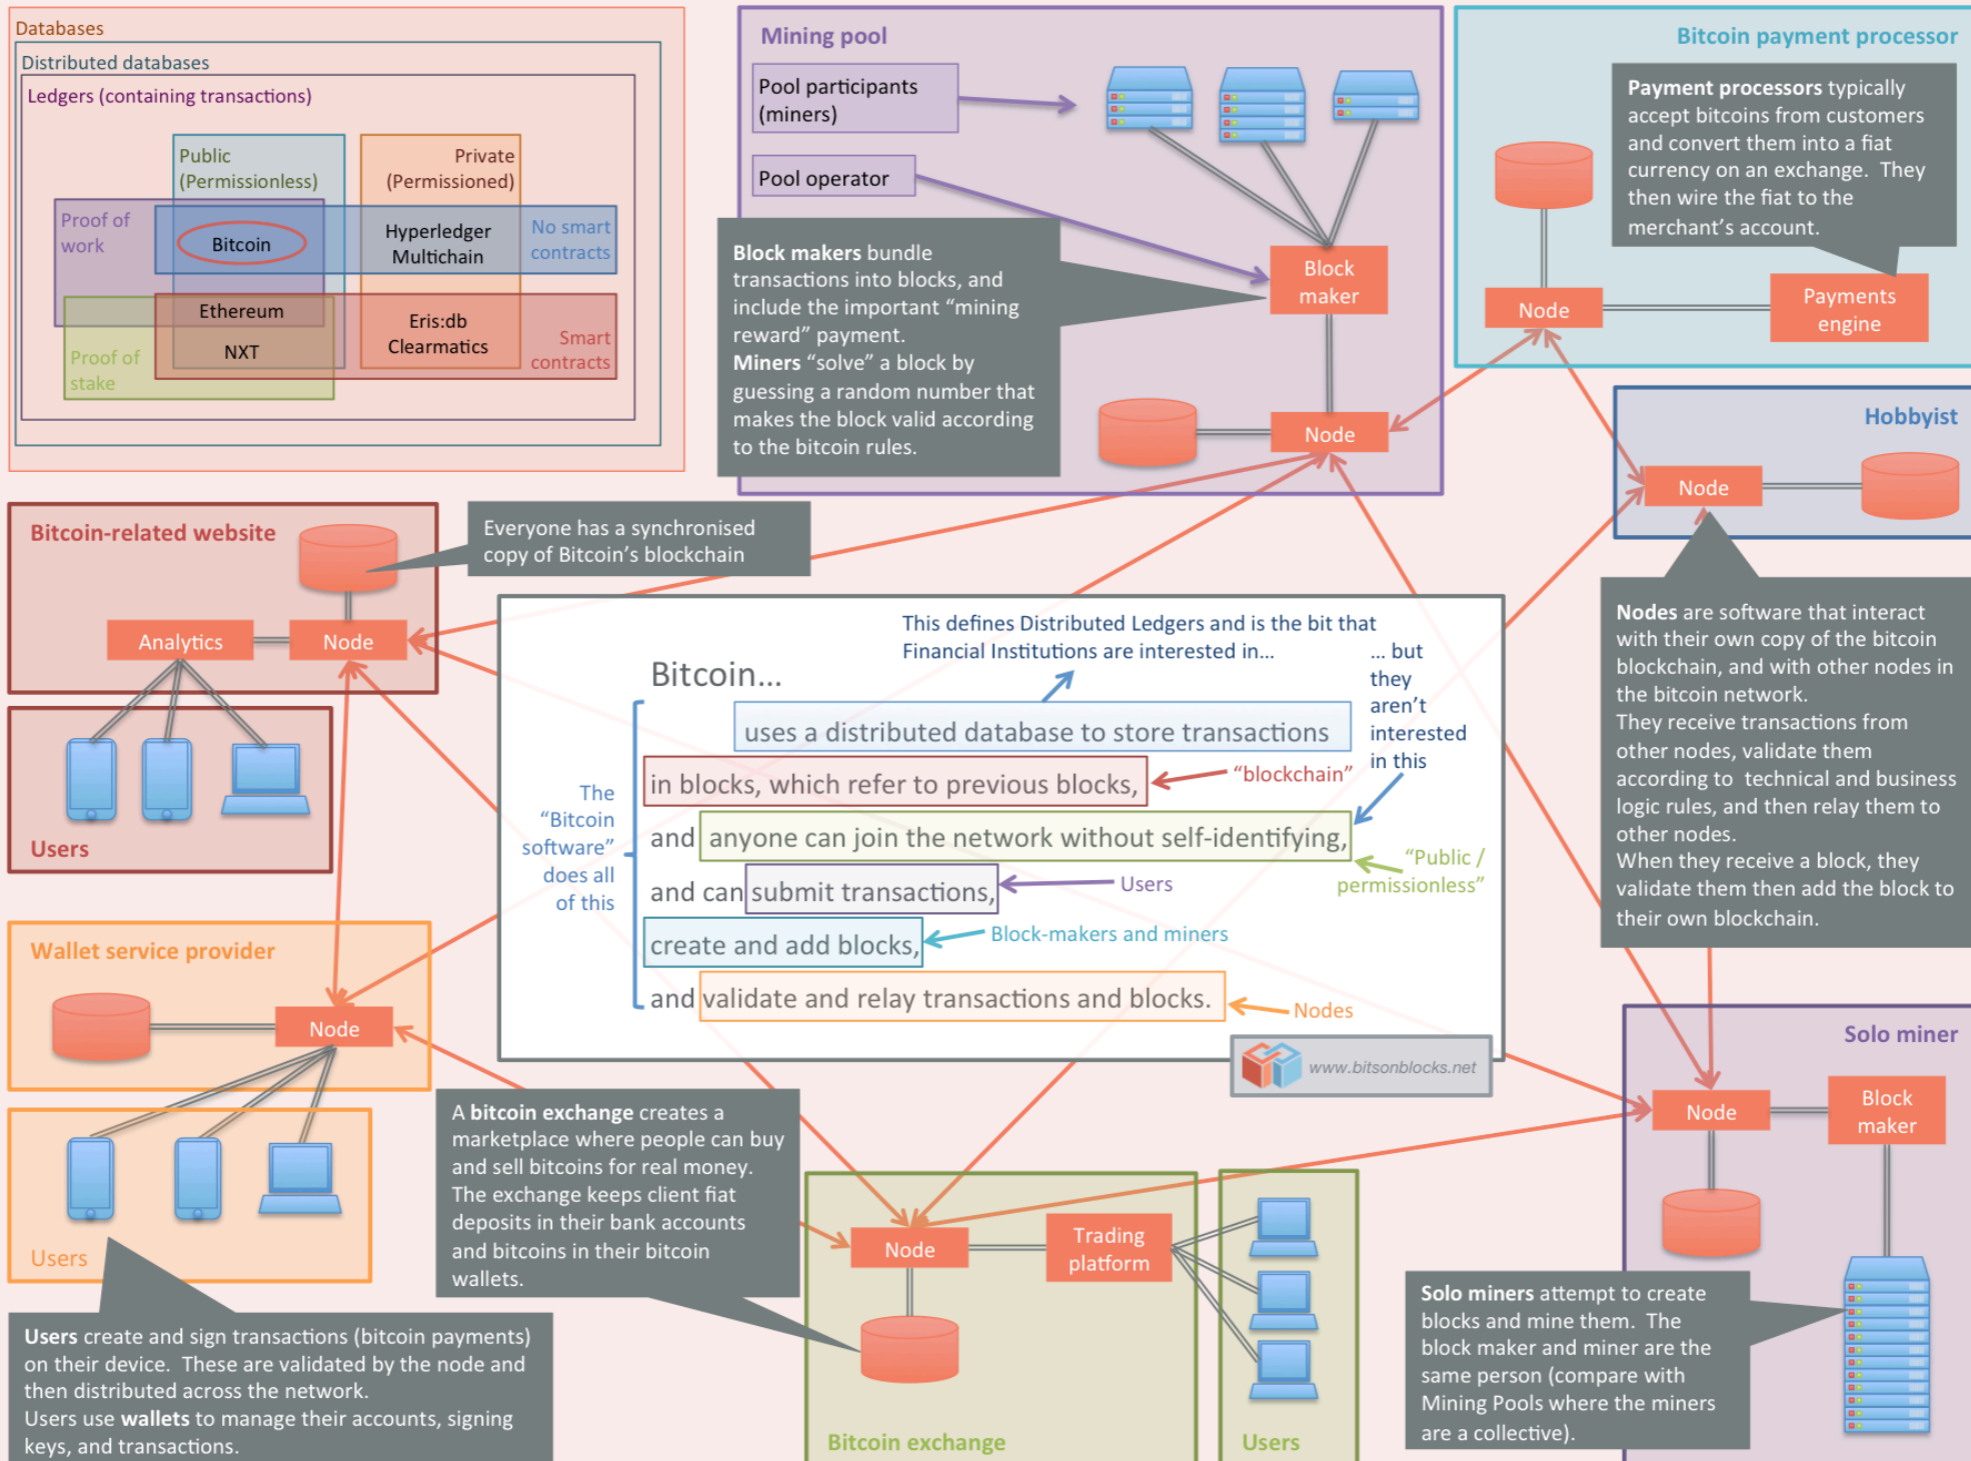 Databases
Distributed databases
Ledgers (containing transactions)
Public
(Permissionless)
Private
(Permissioned)
Proof of
work
Bitcoin
Hyperledger
Multichain
No smart
contracts
Ethereum
NXT
Proof of
stake
Eris:db
Clearmatics
Smart
contracts
Mining pool
Pool participants
(miners)
Pool operator
Block makers bundle
transactions into blocks, and
include the important “mining
reward” payment.
Miners “solve” a block by
guessing a random number that
makes the block valid according
to the bitcoin rules.
Block
maker
Node
Bitcoin payment processor
Payment processors typically
accept bitcoins from customers
and convert them into a fiat
currency on an exchange. They
then wire the fiat to the
merchant’s account.
Node
Payments
engine
Hobbyist
Node
Nodes are software that interact
with their own copy of the bitcoin
blockchain, and with other nodes in
the bitcoin network.
They receive transactions from
other nodes, validate them
according to technical and business
logic rules, and then relay them to
other nodes.
When they receive a block, they
validate them then add the block to
their own blockchain.
Bitcoin-related website
Everyone has a synchronised
copy of Bitcoin’s blockchain
Analytics
Node
Users
This defines Distributed Ledgers and is the bit that
Financial Institutions are interested in...
... but
they
aren’t
interested
in this
Bitcoin...
uses a distributed database to store transactions
in blocks, which refer to previous blocks,
“blockchain”
and anyone can join the network without self-identifying,
“Public /
permissionless”
and can submit transactions,
Users
create and add blocks,
Block-makers and miners
and validate and relay transactions and blocks.
Nodes
The
“Bitcoin
software”
does all
of this
www.bitsonblocks.net
Wallet service provider
Node
Users
Users create and sign transactions (bitcoin payments)
on their device. These are validated by the node and
then distributed across the network.
Users use wallets to manage their accounts, signing
keys, and transactions.
A bitcoin exchange creates a
marketplace where people can buy
and sell bitcoins for real money.
The exchange keeps client fiat
deposits in their bank accounts
and bitcoins in their bitcoin
wallets.
Node
Trading
platform
Bitcoin exchange
Users
Solo miner
Node
Block
maker
Solo miners attempt to create
blocks and mine them. The
block maker and miner are the
same person (compare with
Mining Pools where the miners
are a collective).